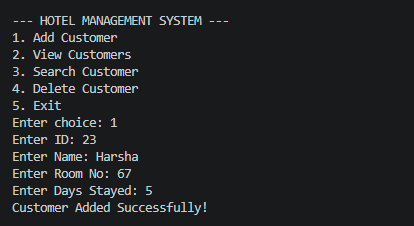 --- HOTEL MANAGEMENT SYSTEM ---
1. Add Customer
2. View Customers
3. Search Customer
4. Delete Customer
5. Exit
Enter choice: 1
Enter ID: 23
Enter Name: Harsha
Enter Room No: 67
Enter Days Stayed: 5
Customer Added Successfully!